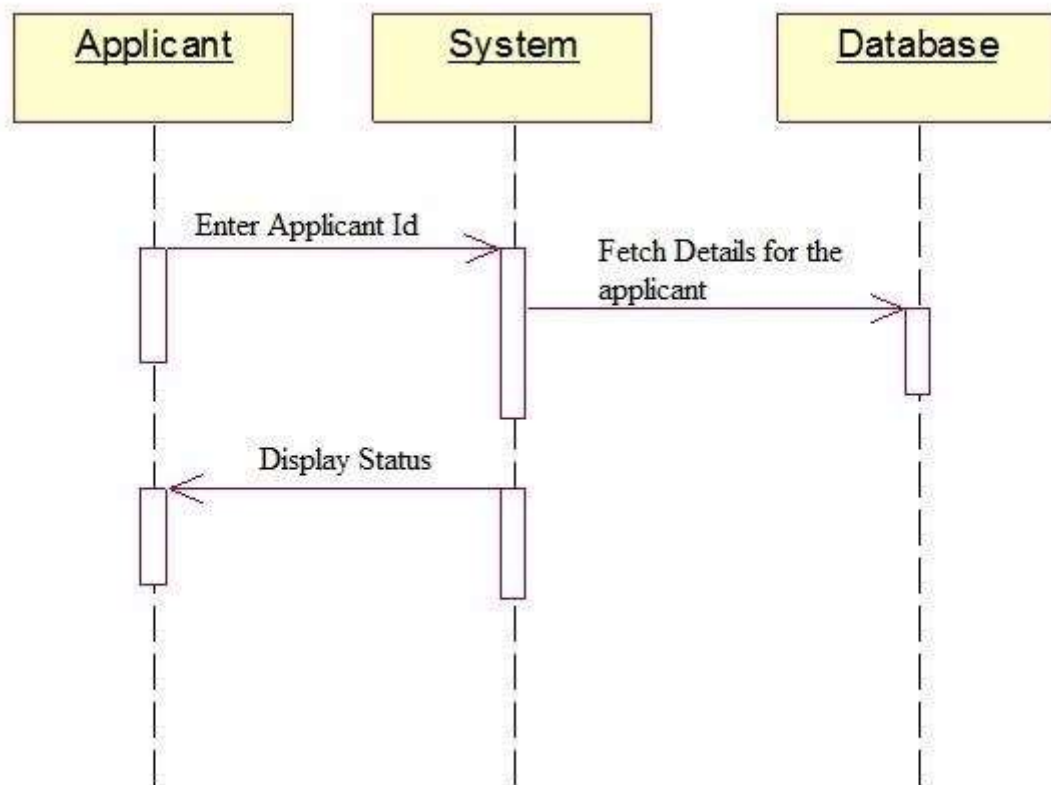 Applicant
System
Database
Enter Applicant Id
Fetch Details for the
applicant
Display Status